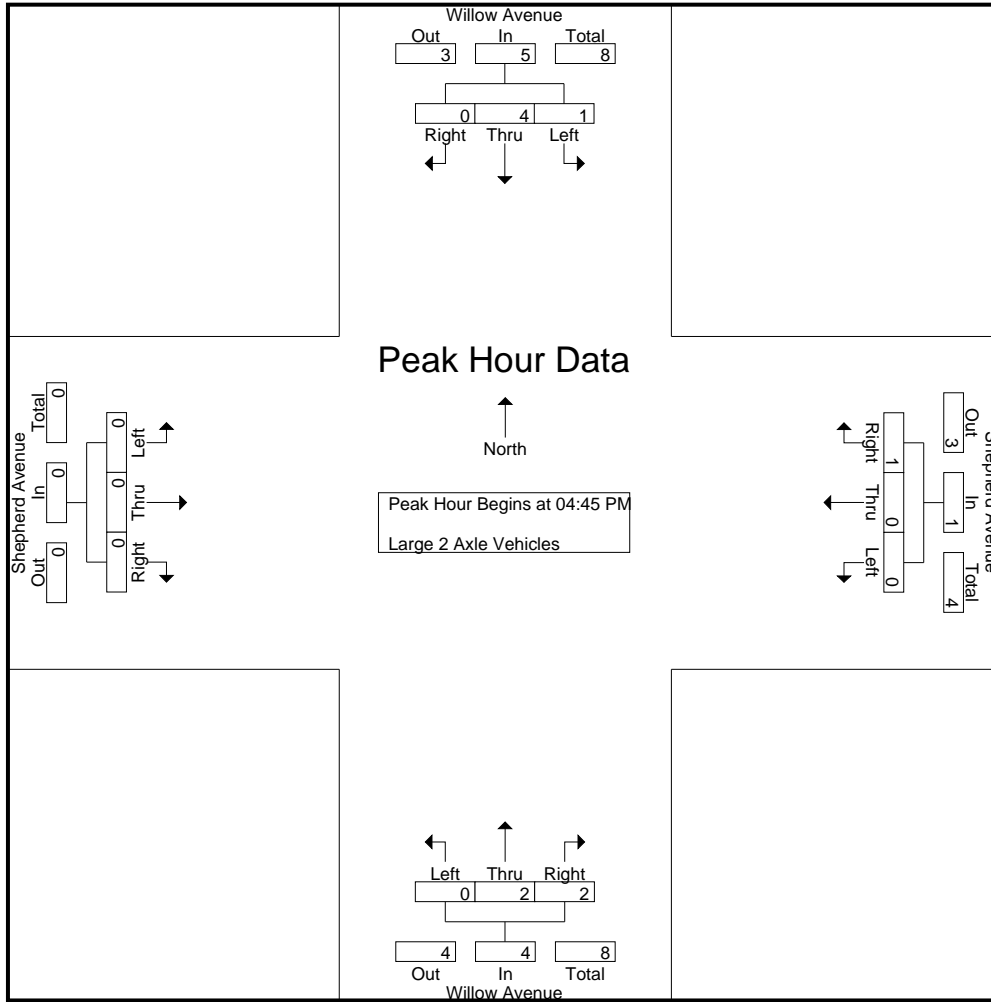 Willow Avenue
Out In Total
3 5 8
0 4 1
Right Thru Left
Peak Hour Data
North
Peak Hour Begins at 04:45 PM
Large 2 Axle Vehicles
Shepherd Avenue
Total In Out
0 0 0
0 0 0
Left Thru Right
Right Thru Left
1 0 0
Out In Total
3 1 4
Shepherd Avenue
Left Thru Right
0 2 2
4 4 8
Out In Total
Willow Avenue